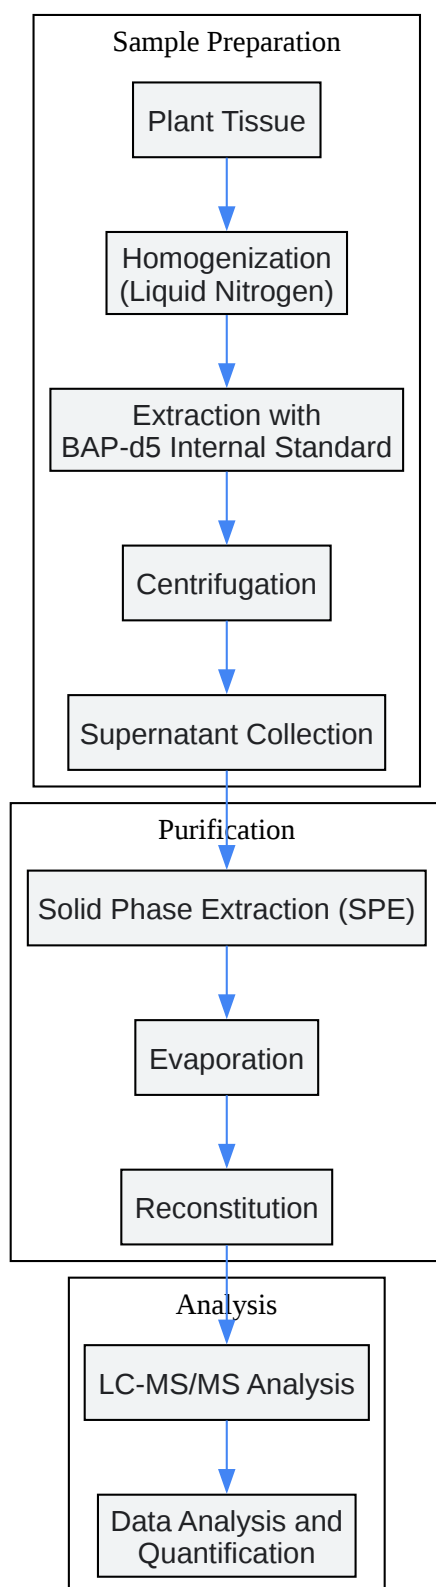 Sample Preparation
Plant Tissue
Homogenization
(Liquid Nitrogen)
Extraction with
BAP-d5 Internal Standard
Centrifugation
Supernatant Collection
Purification
Solid Phase Extraction (SPE)
Evaporation
Reconstitution
Analysis
LC-MS/MS Analysis
Data Analysis and
Quantification